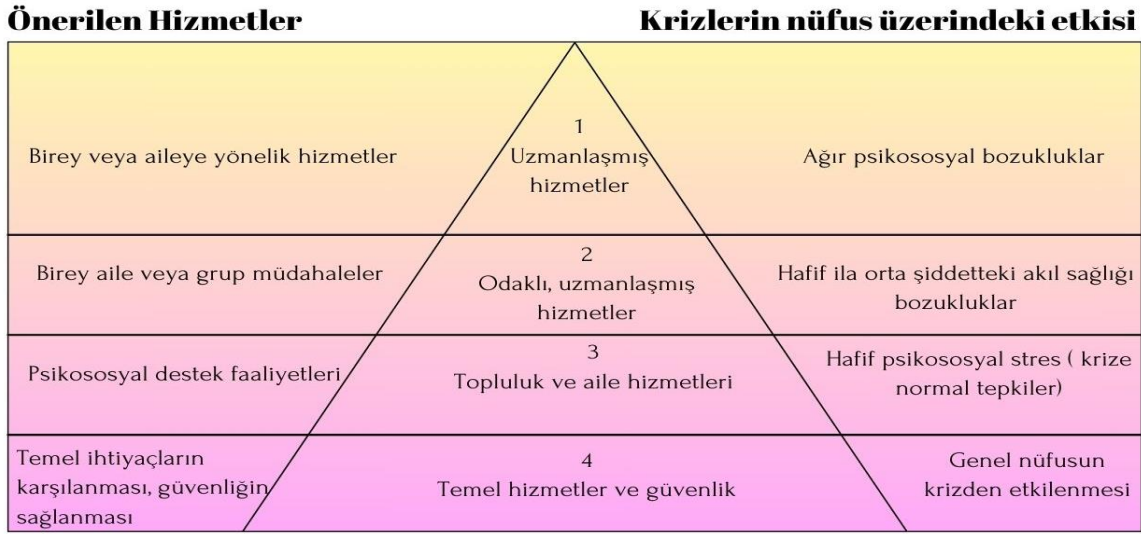 Önerilen Hizmetler
Krizlerin nüfus üzerindeki etkisi
Birey veya aileye yönelik hizmetler
1
Uzmanlaşmış
hizmetler
Ağır psikososyal bozukluklar
Birey aile veya grup müdahaleler
2
Odaklı, uzmanlaşmış
hizmetler
Hafif ila orta şiddetteki akıl sağlığı
bozukluklar
Psikososyal destek faaliyetleri
3
Topluluk ve aile hizmetleri
Hafif psikososyal stres ( krize
normal tepkiler)
Temel ihtiyaçların
karşılanması, güvenliğin
sağlanması
4
Temel hizmetler ve güvenlik
Genel nüfusun
krizden etkilenmesi